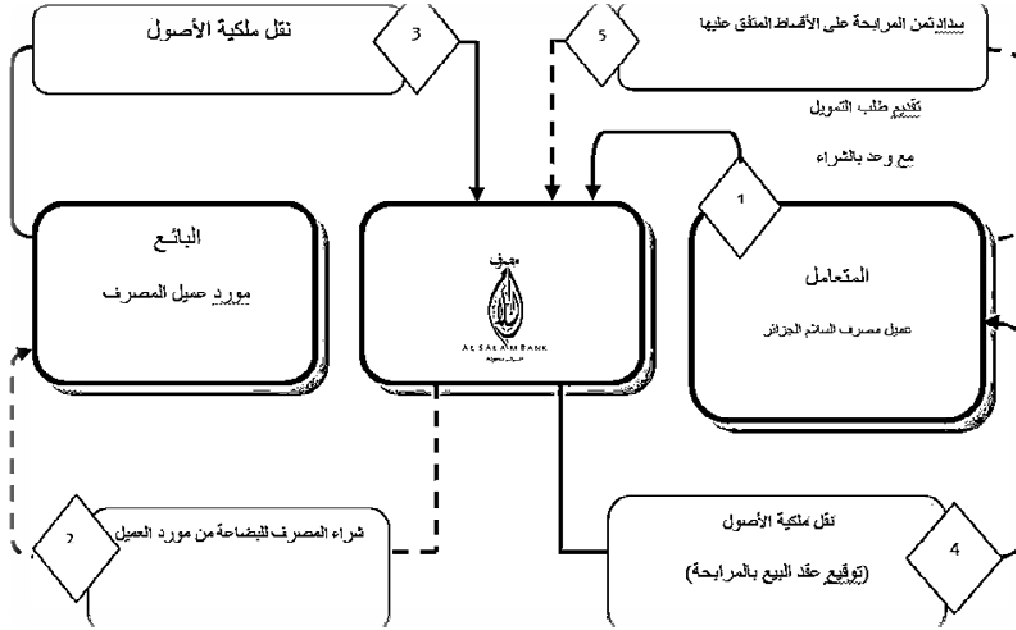 نقل ملكية الأصول
3
5
سداد ثمن المرابحة على الأقساط المتفق عليها
تقديم طلب التمويل
مع وعد بالشراء
1
البائع
مورد عميل المصرف
مصرف
AL SALAM BANK
المتعامل
عميل مصرف السلام الجزائر
2
شراء المصرف للبضاعة من مورد العميل
نقل ملكية الأصول
(توقيع عقد البيع بالمرابحة)
4